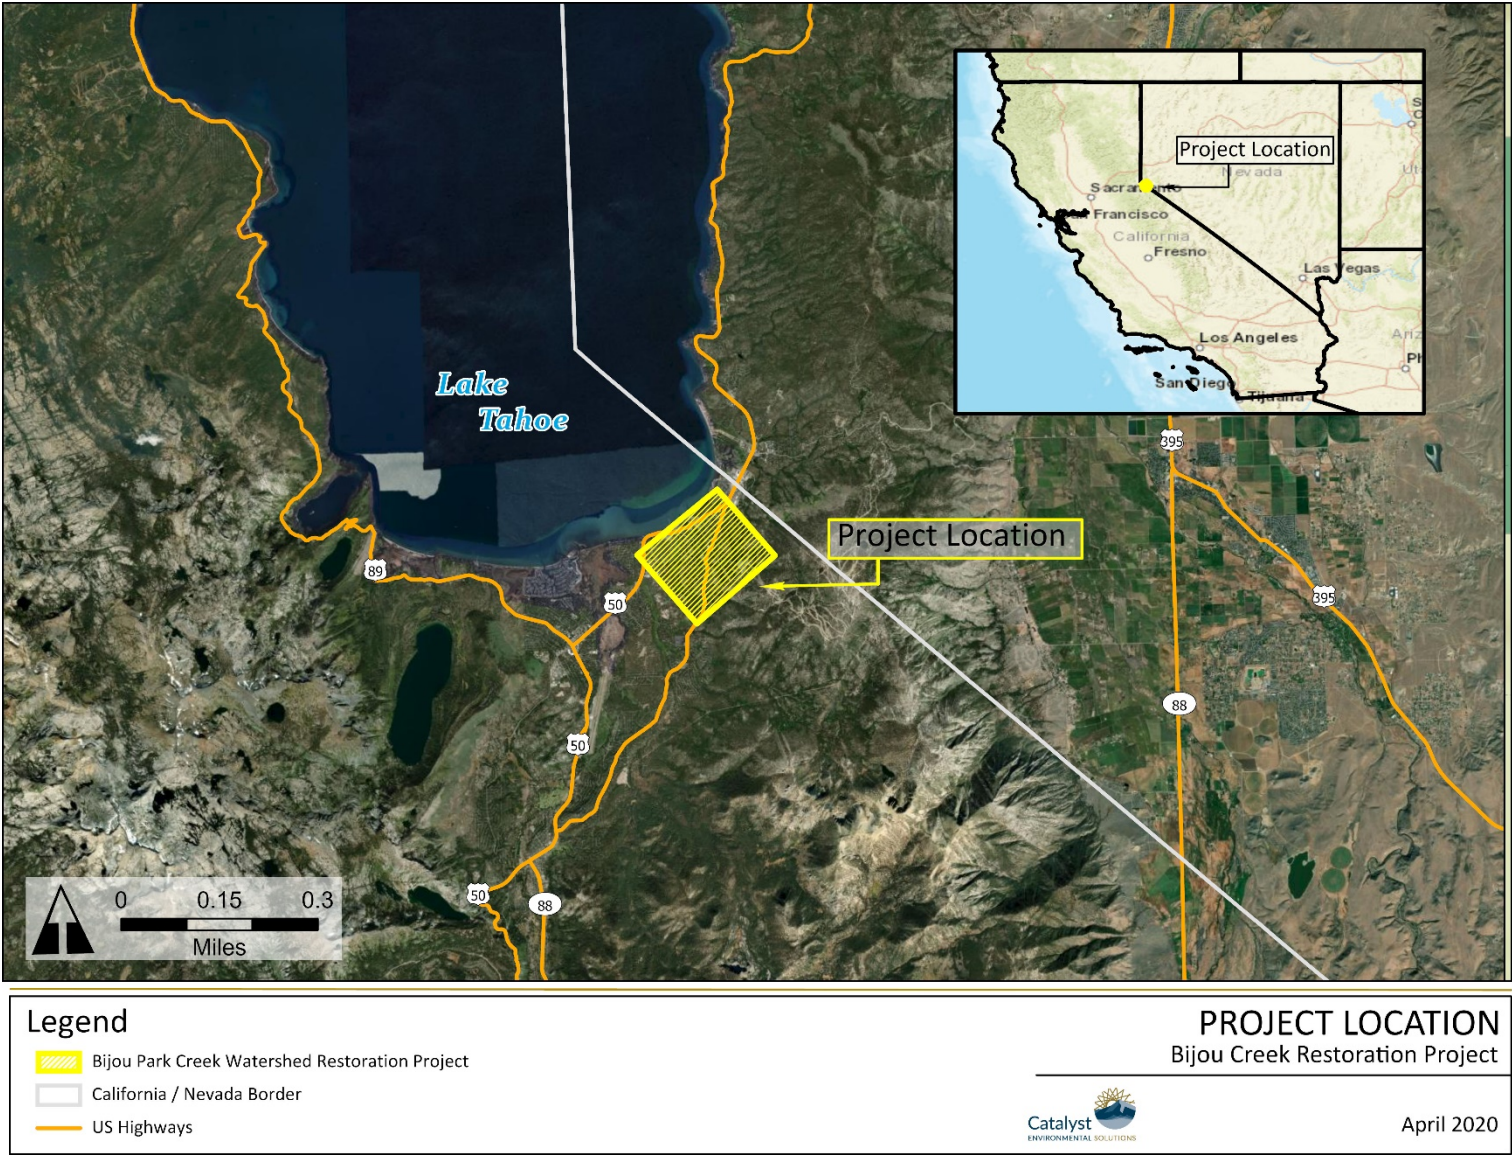 Project Location
Nevada
Sacramento
San Francisco
California
Fresno
Las Vegas
Los Angeles
San Diego
Tijuana
Lake
Tahoe
395
Project Location
89
50
395
50
88
50
88
0 0.15 0.3
Miles
Legend
Bijou Park Creek Watershed Restoration Project
California / Nevada Border
US Highways
PROJECT LOCATION
Bijou Creek Restoration Project
Catalyst
ENVIRONMENTAL SOLUTIONS
April 2020